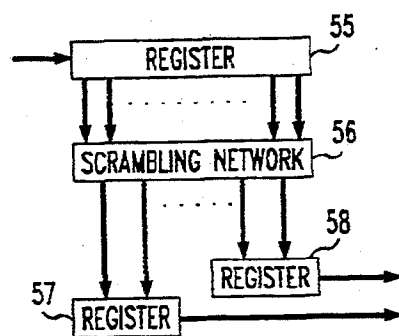 55
REGISTER
56
SCRAMBLING NETWORK
58
REGISTER
57
REGISTER